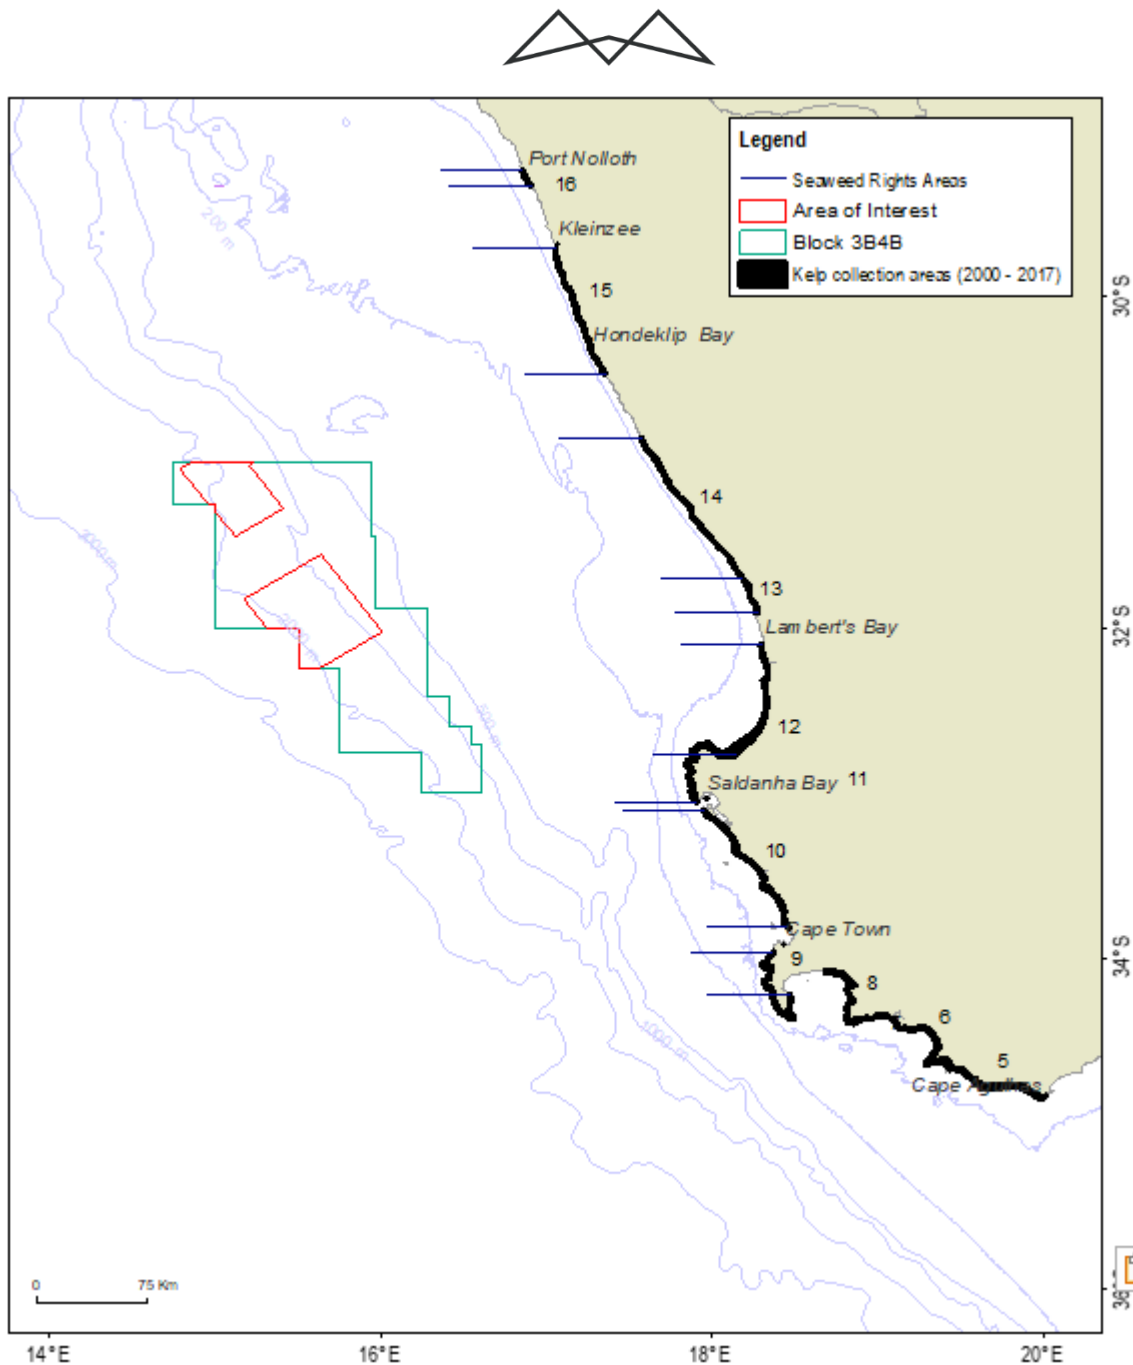 Legend
Seaweed Rights Areas
Area of Interest
Block 3B4B
Kelp collection areas (2000 - 2017)
Port Nolloth
16
Kleinzee
15
Hondeklip Bay
14
13
Lambert's Bay
12
11
Saldanha Bay
10
Cape Town
9
8
6
5
Cape Agulhas
200 m
500 m
1000 m
2000 m
3000 m
30°S
32°S
34°S
0 75 Km
14°E 16°E 18°E 20°E